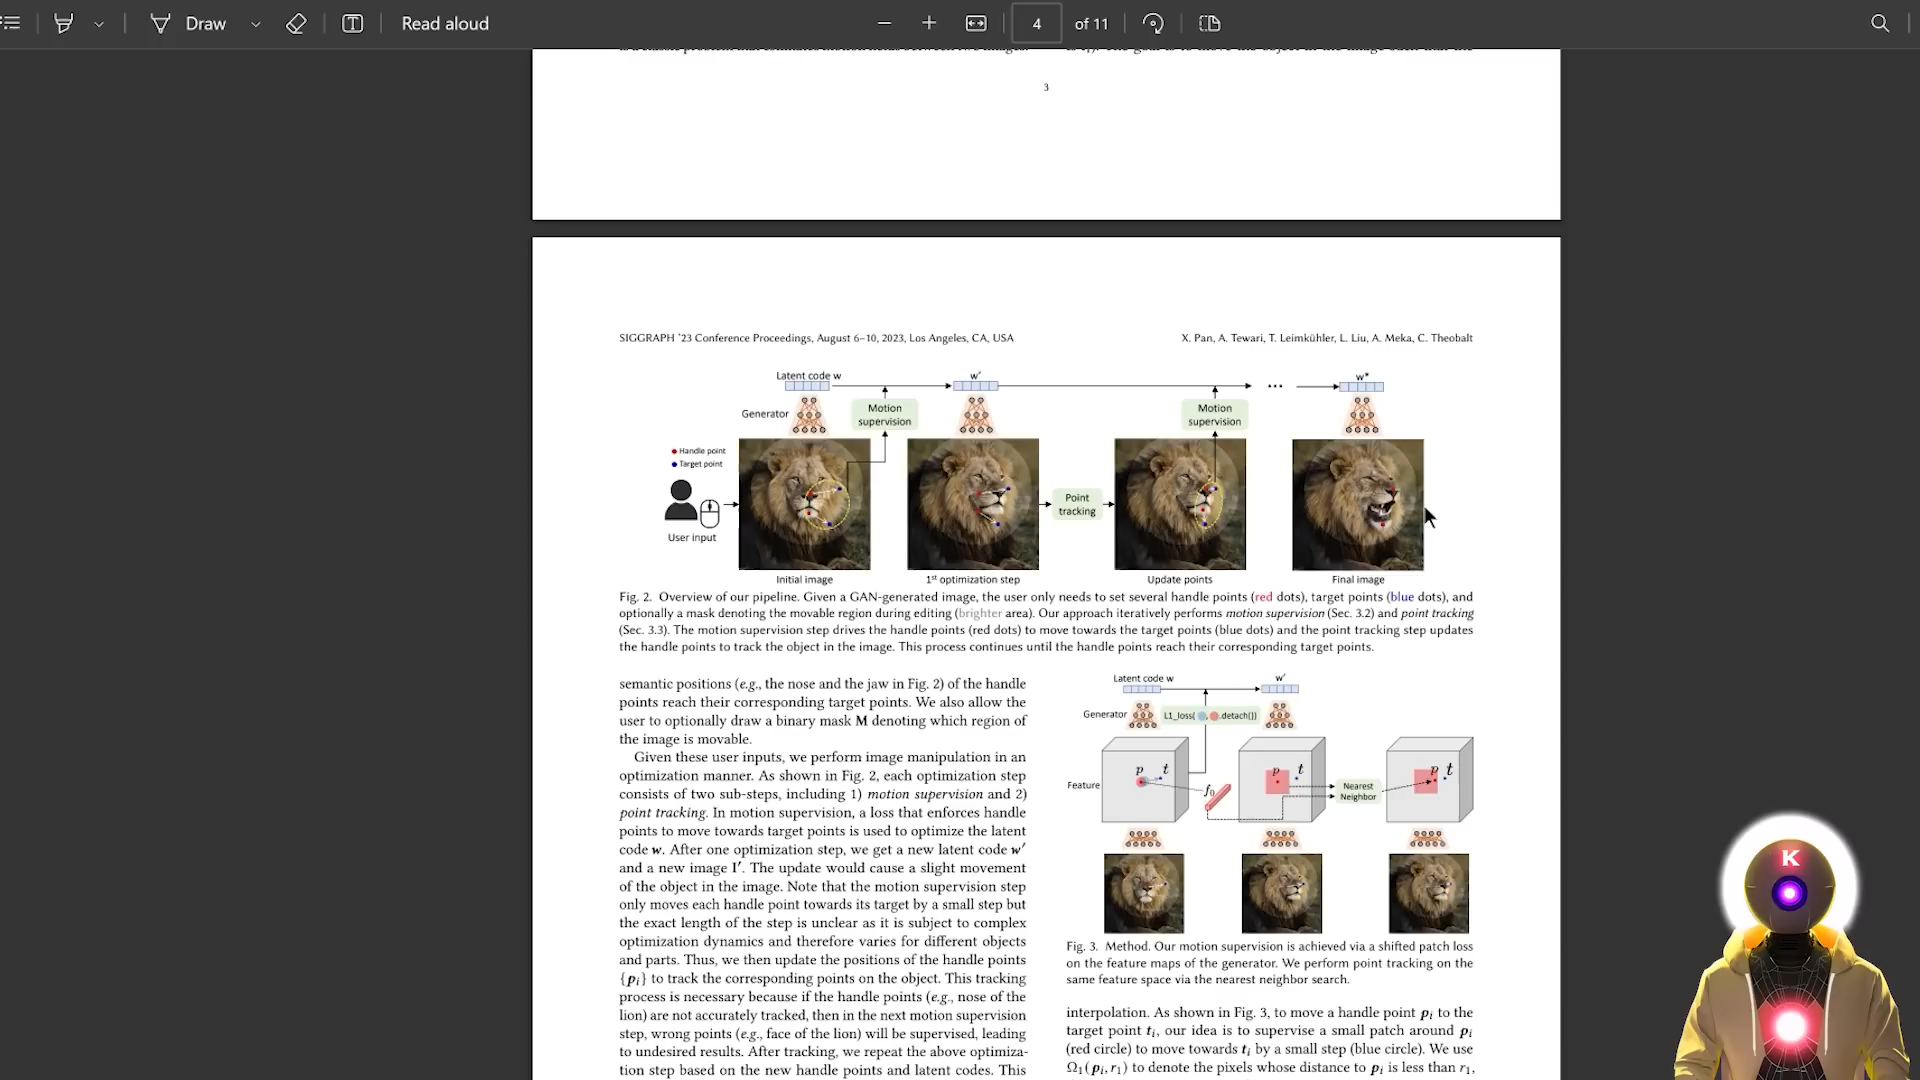 Draw
Read aloud
4 of 11
3
SIGGRAPH '23 Conference Proceedings, August 6–10, 2023, Los Angeles, CA, USA
X. Pan, A. Tewari, T. Leimkühler, L. Liu, A. Meka, C. Theobalt
Latent code w
w'
...
w*
Generator
Motion
supervision
Motion
supervision
Handle point
Target point
User input
Point
tracking
Initial image
1st optimization step
Update points
Final image
Fig. 2. Overview of our pipeline. Given a GAN-generated image, the user only needs to set several handle points (red dots), target points (blue dots), and
optionally a mask denoting the movable region during editing (brighter area). Our approach iteratively performs motion supervision (Sec. 3.2) and point tracking
(Sec. 3.3). The motion supervision step drives the handle points (red dots) to move towards the target points (blue dots) and the point tracking step updates
the handle points to track the object in the image. This process continues until the handle points reach their corresponding target points.
semantic positions (e.g., the nose and the jaw in Fig. 2) of the handle
points reach their corresponding target points. We also allow the
user to optionally draw a binary mask M denoting which region of
the image is movable.
Given these user inputs, we perform image manipulation in an
optimization manner. As shown in Fig. 2, each optimization step
consists of two sub-steps, including 1) motion supervision and 2)
point tracking. In motion supervision, a loss that enforces handle
points to move towards target points is used to optimize the latent
code w. After one optimization step, we get a new latent code w′
and a new image I′. The update would cause a slight movement
of the object in the image. Note that the motion supervision step
only moves each handle point towards its target by a small step but
the exact length of the step is unclear as it is subject to complex
optimization dynamics and therefore varies for different objects
and parts. Thus, we then update the positions of the handle points
{pi} to track the corresponding points on the object. This tracking
process is necessary because if the handle points (e.g., nose of the
lion) are not accurately tracked, then in the next motion supervision
step, wrong points (e.g., face of the lion) will be supervised, leading
to undesired results. After tracking, we repeat the above optimiza-
tion step based on the new handle points and latent codes. This
Latent code w
w'
Generator
L1_loss( , .detach())
p t
p t
p t
Feature
f0
Nearest
Neighbor
Fig. 3. Method. Our motion supervision is achieved via a shifted patch loss
on the feature maps of the generator. We perform point tracking on the
same feature space via the nearest neighbor search.
interpolation. As shown in Fig. 3, to move a handle point pi to the
target point ti, our idea is to supervise a small patch around pi
(red circle) to move towards ti by a small step (blue circle). We use
Ω1(pi, r1) to denote the pixels whose distance to pi is less than r1,
K